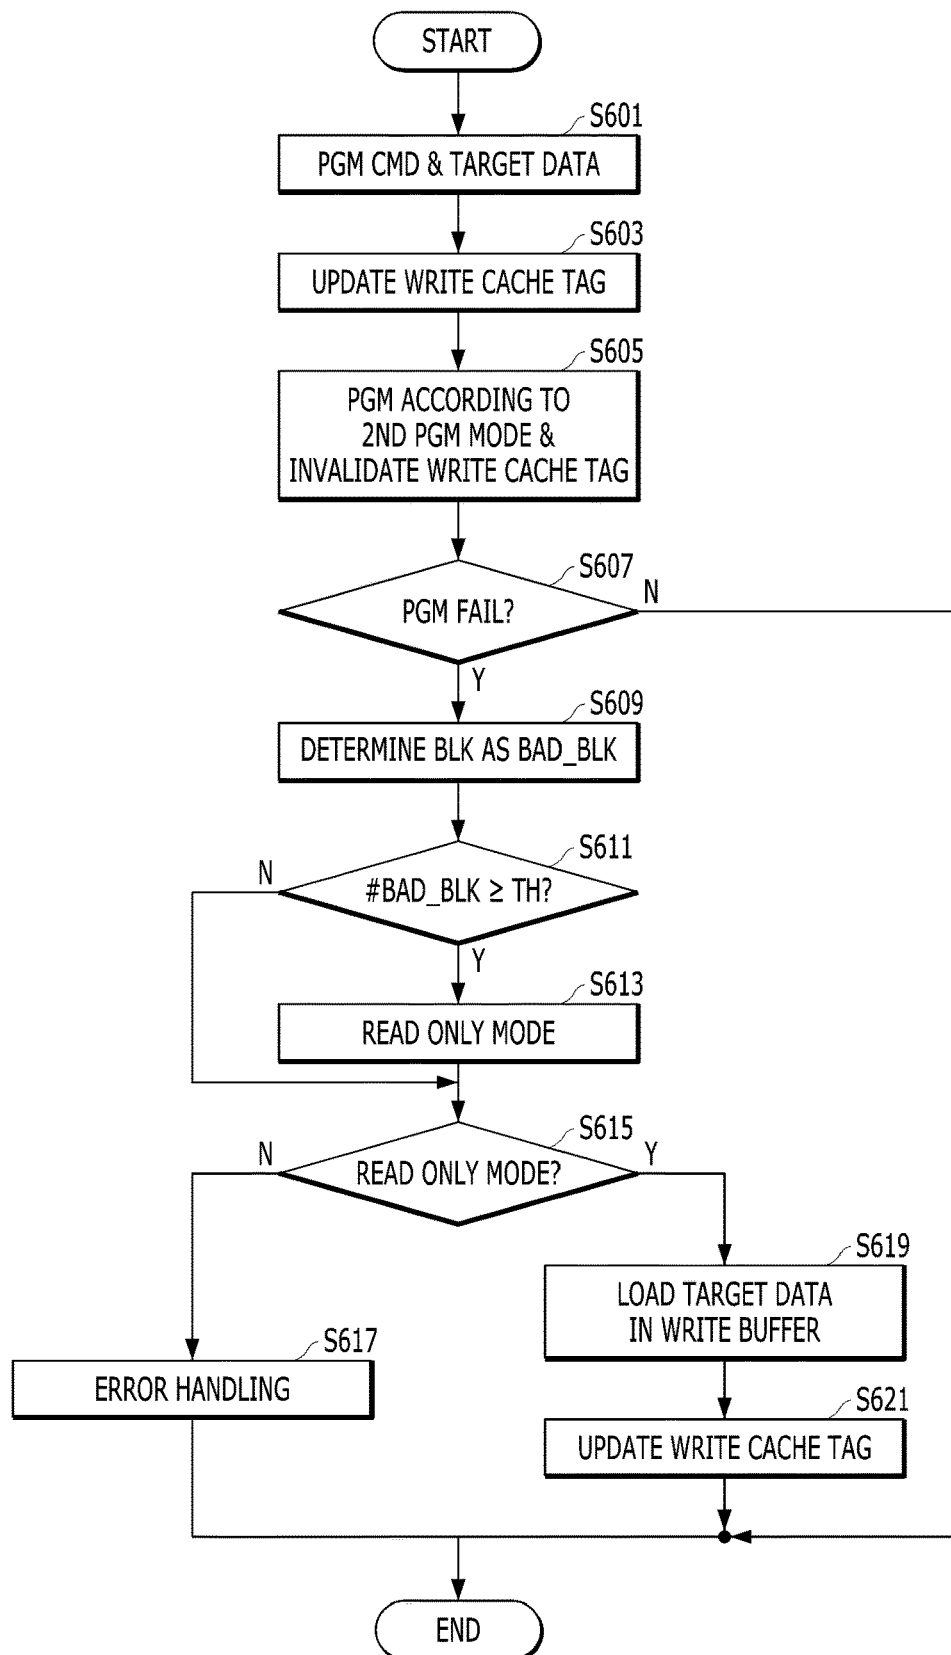 START
S601
PGM CMD & TARGET DATA
S603
UPDATE WRITE CACHE TAG
S605
PGM ACCORDING TO
2ND PGM MODE &
INVALIDATE WRITE CACHE TAG
S607
PGM FAIL?
N
Y
S609
DETERMINE BLK AS BAD_BLK
S611
N
#BAD_BLK ≥ TH?
Y
S613
READ ONLY MODE
S615
N
READ ONLY MODE?
Y
S619
LOAD TARGET DATA
IN WRITE BUFFER
S617
ERROR HANDLING
S621
UPDATE WRITE CACHE TAG
END